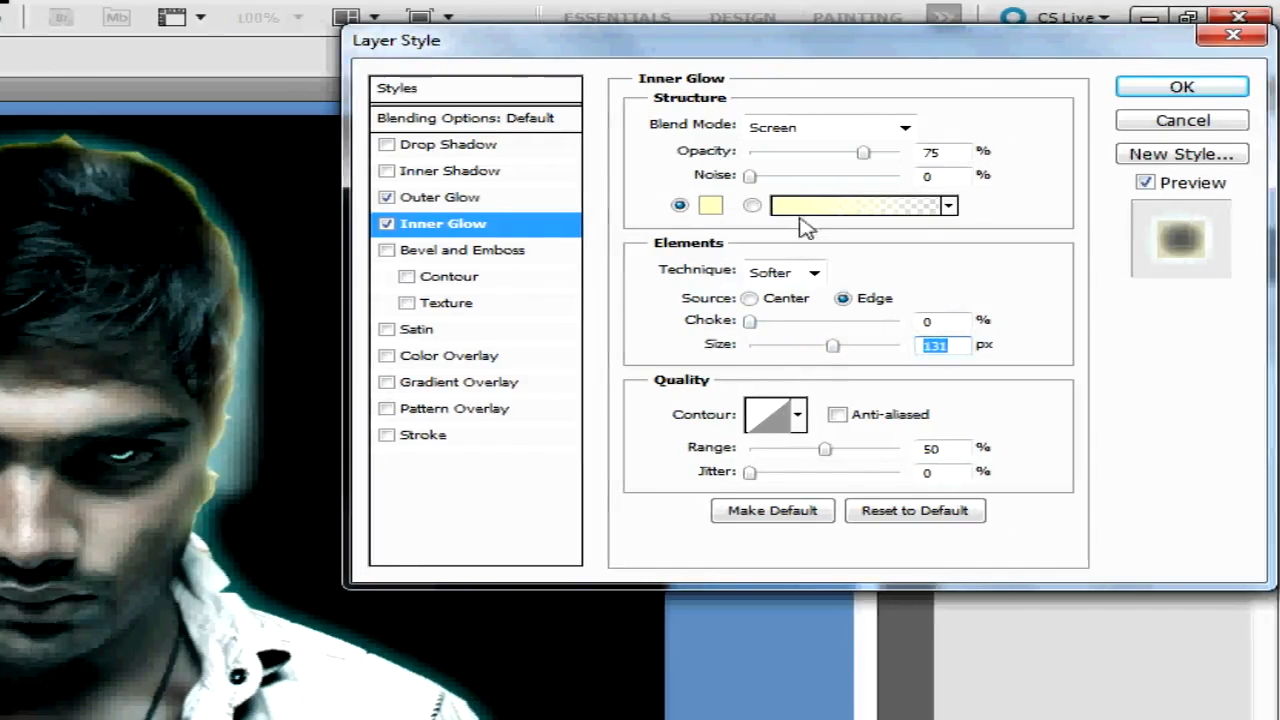 Br Mb 100% ESSENTIALS DESIGN PAINTING >> CS Live
Layer Style
Styles
Blending Options: Default
Drop Shadow
Inner Shadow
Outer Glow
Inner Glow
Bevel and Emboss
Contour
Texture
Satin
Color Overlay
Gradient Overlay
Pattern Overlay
Stroke
Inner Glow
Structure
Blend Mode: Screen
Opacity: 75 %
Noise: 0 %
Elements
Technique: Softer
Source: Center Edge
Choke: 0 %
Size: 131 px
Quality
Contour: Anti-aliased
Range: 50 %
Jitter: 0 %
Make Default Reset to Default
OK
Cancel
New Style...
Preview